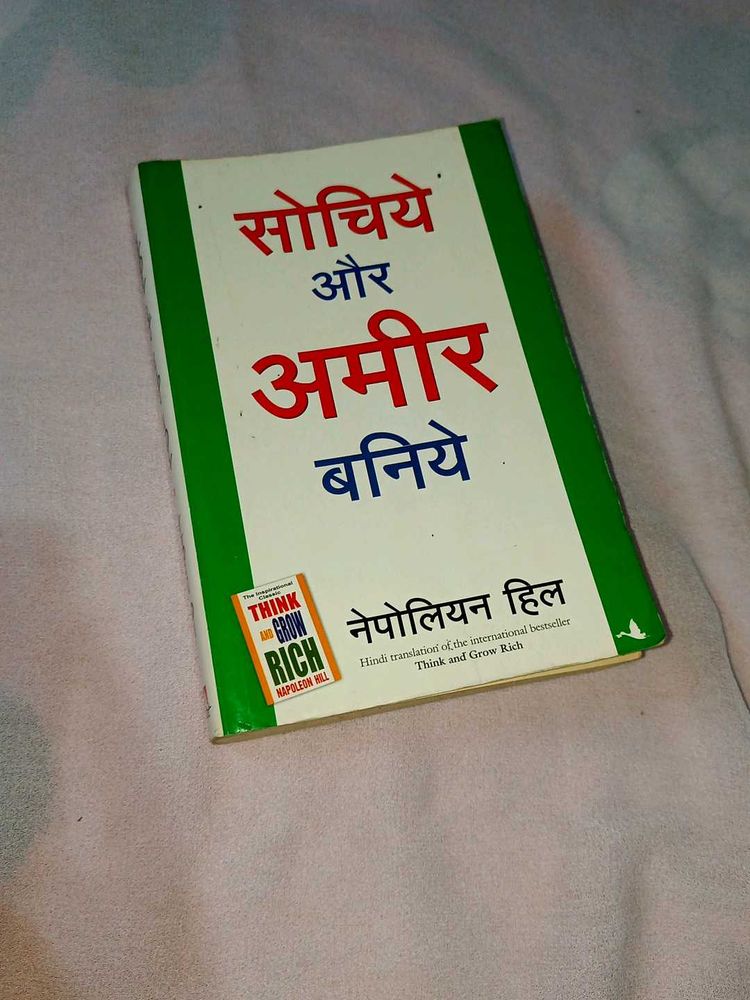 सोचिये
और
अमीर
बनिये
The Inspirational
Classic
THINK
AND GROW
RICH
NAPOLEON HILL
नेपोलियन हिल
Hindi translation of the international bestseller
Think and Grow Rich